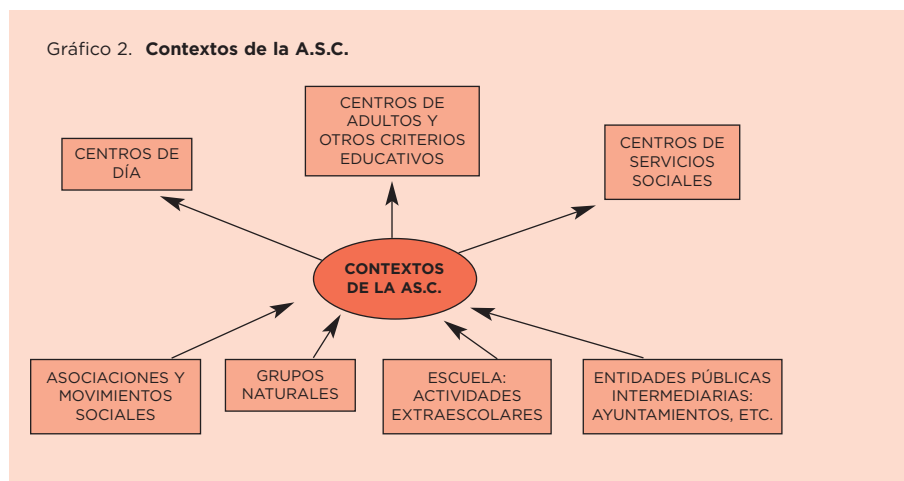 Gráfico 2. Contextos de la A.S.C.
CENTROS DE
DÍA
CENTROS DE
ADULTOS Y
OTROS CRITERIOS
EDUCATIVOS
CENTROS DE
SERVICIOS
SOCIALES
CONTEXTOS
DE LA AS.C.
ASOCIACIONES Y
MOVIMIENTOS
SOCIALES
GRUPOS
NATURALES
ESCUELA:
ACTIVIDADES
EXTRAESCOLARES
ENTIDADES PÚBLICAS
INTERMEDIARIAS:
AYUNTAMIENTOS, ETC.